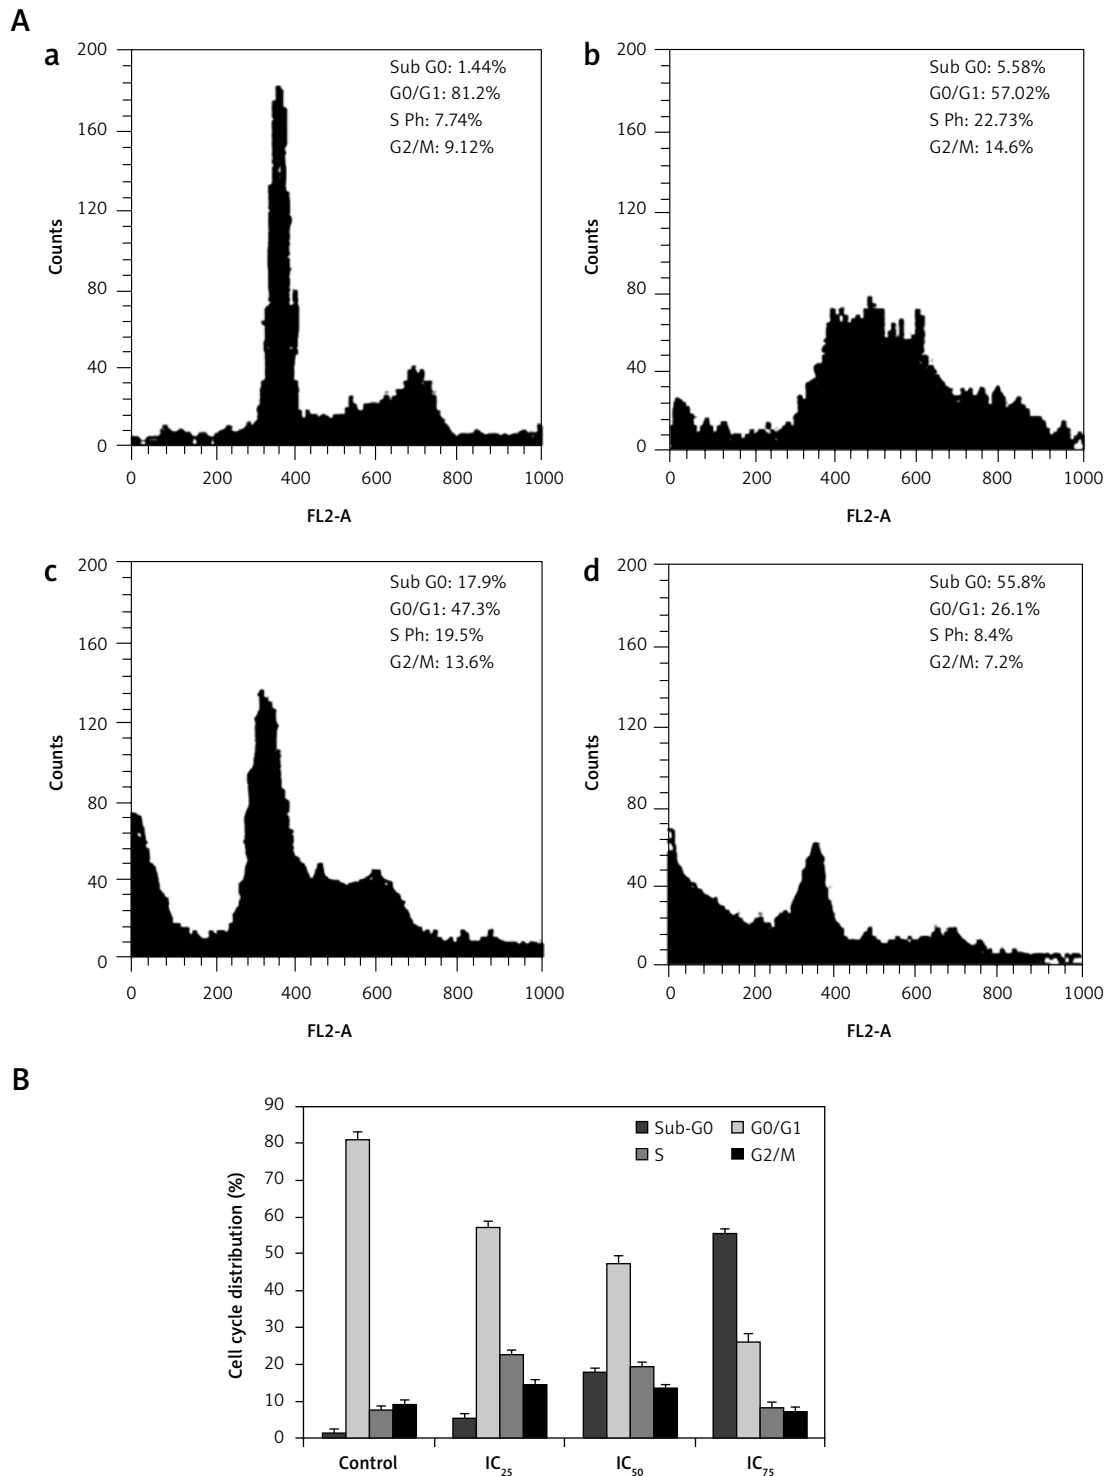 A
a
200
160
120
80
40
0
Counts
Sub G0: 1.44%
G0/G1: 81.2%
S Ph: 7.74%
G2/M: 9.12%
0 200 400 600 800 1000
FL2-A
b
200
160
120
80
40
0
Counts
Sub G0: 5.58%
G0/G1: 57.02%
S Ph: 22.73%
G2/M: 14.6%
0 200 400 600 800 1000
FL2-A
c
200
160
120
80
40
0
Counts
Sub G0: 17.9%
G0/G1: 47.3%
S Ph: 19.5%
G2/M: 13.6%
0 200 400 600 800 1000
FL2-A
d
200
160
120
80
40
0
Counts
Sub G0: 55.8%
G0/G1: 26.1%
S Ph: 8.4%
G2/M: 7.2%
0 200 400 600 800 1000
FL2-A
B
90
80
70
60
50
40
30
20
10
0
Cell cycle distribution (%)
Sub-G0 G0/G1
S G2/M
Control IC25 IC50 IC75